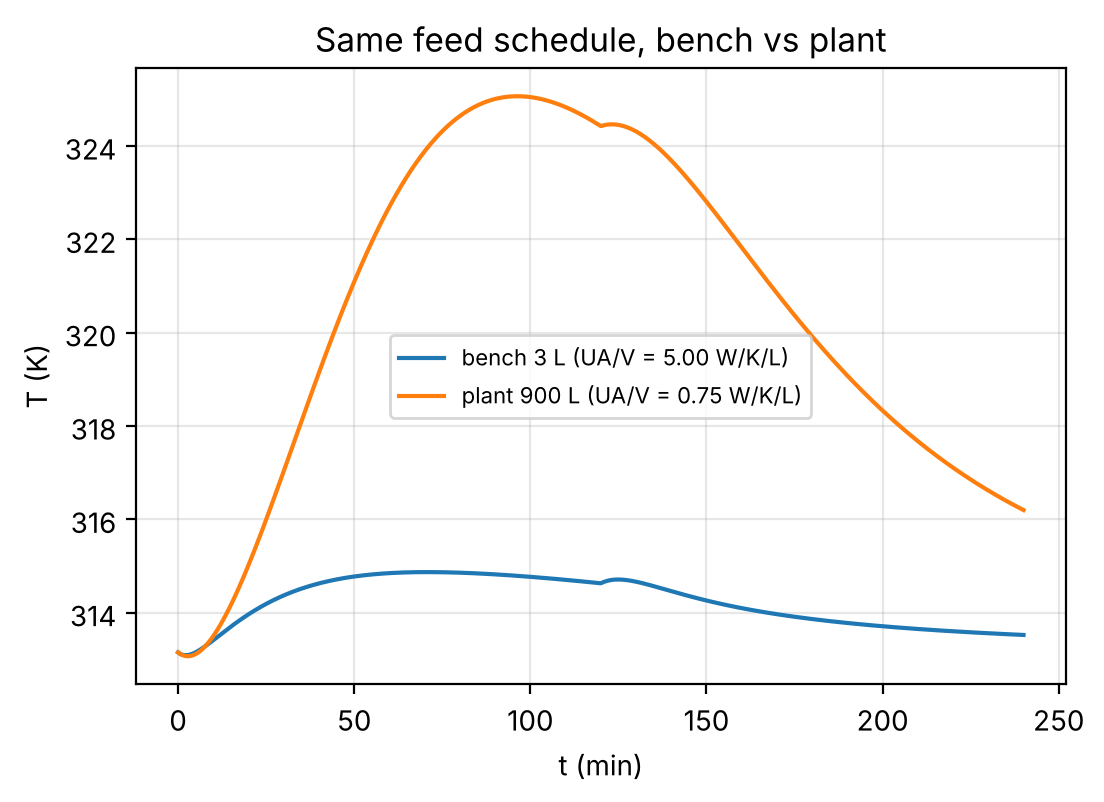 Same feed schedule, bench vs plant
T (K)
324
322
320
318
316
314
bench 3 L (UA/V = 5.00 W/K/L)
plant 900 L (UA/V = 0.75 W/K/L)
0 50 100 150 200 250
t (min)